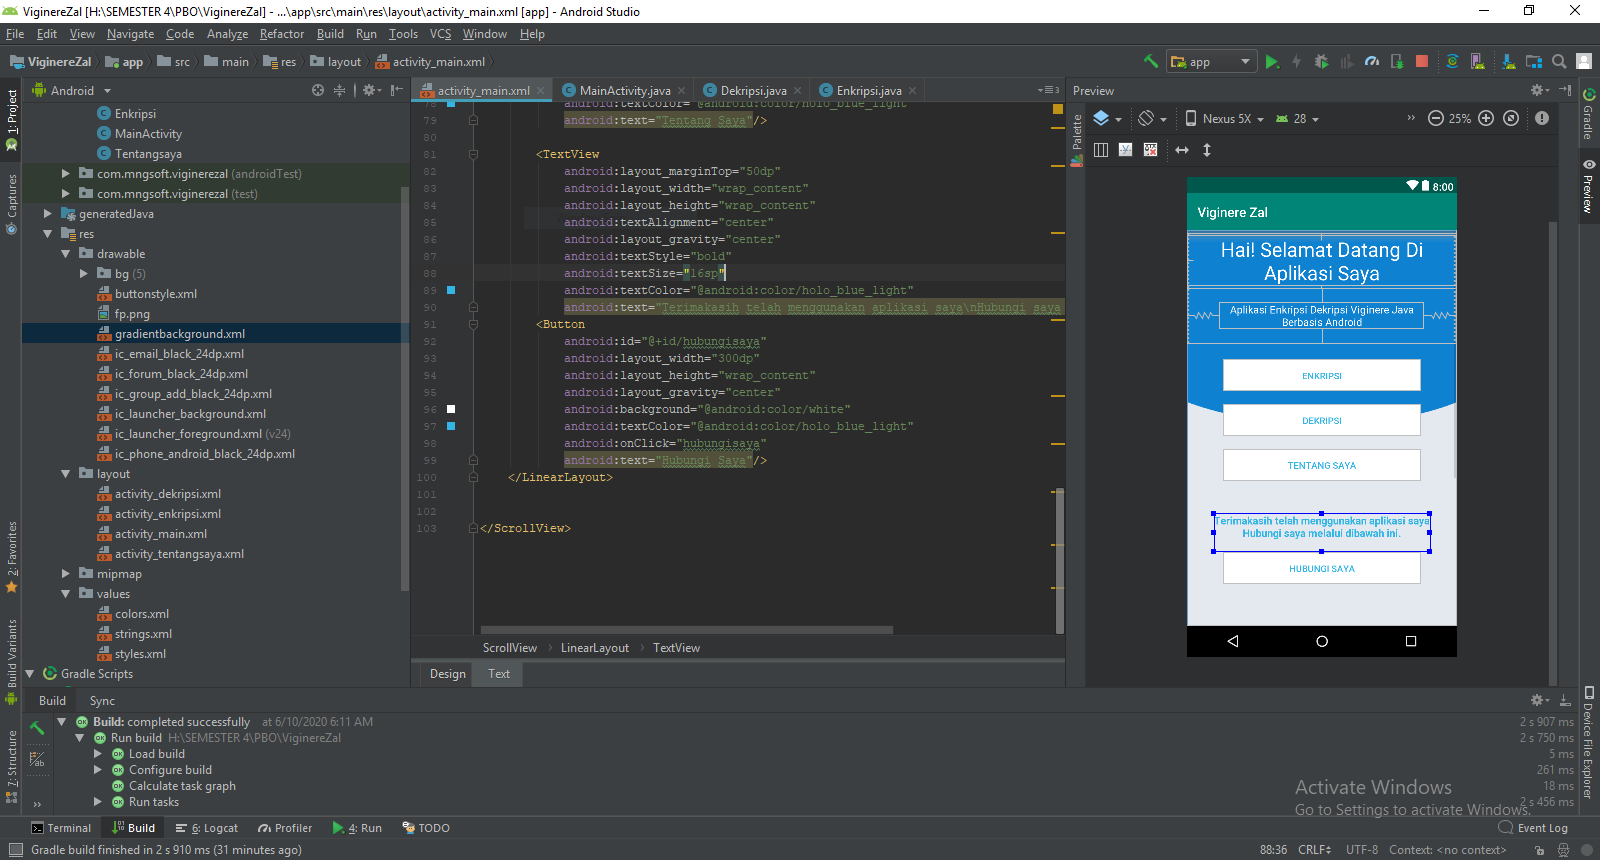 ViginereZal [H:\SEMESTER 4\PBO\ViginereZal] - ...\app\src\main\res\layout\activity_main.xml [app] - Android Studio
File Edit View Navigate Code Analyze Refactor Build Run Tools VCS Window Help
ViginereZal app src main res layout activity_main.xml app
Android
activity_main.xml MainActivity.java Dekripsi.java Enkripsi.java
Preview
1: Project
Captures
2: Favorites
Build Variants
7: Structure
Enkripsi
MainActivity
Tentangsaya
com.mngsoft.viginerezal (androidTest)
com.mngsoft.viginerezal (test)
generatedJava
res
drawable
bg (5)
buttonstyle.xml
fp.png
gradientbackground.xml
ic_email_black_24dp.xml
ic_forum_black_24dp.xml
ic_group_add_black_24dp.xml
ic_launcher_background.xml
ic_launcher_foreground.xml (v24)
ic_phone_android_black_24dp.xml
layout
activity_dekripsi.xml
activity_enkripsi.xml
activity_main.xml
activity_tentangsaya.xml
mipmap
values
colors.xml
strings.xml
styles.xml
Gradle Scripts
78 android:textColor="@android:color/holo_blue_light"
79 android:text="Tentang Saya"/>
80
81 <TextView
82 android:layout_marginTop="50dp"
83 android:layout_width="wrap_content"
84 android:layout_height="wrap_content"
85 android:textAlignment="center"
86 android:layout_gravity="center"
87 android:textStyle="bold"
88 android:textSize="16sp"
89 android:textColor="@android:color/holo_blue_light"
90 android:text="Terimakasih telah menggunakan aplikasi saya\nHubungi saya
91 <Button
92 android:id="@+id/hubungisaya"
93 android:layout_width="300dp"
94 android:layout_height="wrap_content"
95 android:layout_gravity="center"
96 android:background="@android:color/white"
97 android:textColor="@android:color/holo_blue_light"
98 android:onClick="hubungisaya"
99 android:text="Hubungi Saya"/>
100 </LinearLayout>
101
102
103 </ScrollView>
ScrollView LinearLayout TextView
Design Text
Palette
Nexus 5X 28 25%
8:00
Viginere Zal
Hai! Selamat Datang Di
Aplikasi Saya
Aplikasi Enkripsi Dekripsi Viginere Java
Berbasis Android
ENKRIPSI
DEKRIPSI
TENTANG SAYA
Terimakasih telah menggunakan aplikasi saya
Hubungi saya melalui dibawah ini.
HUBUNGI SAYA
Gradle
Preview
Device File Explorer
Build Sync
Build: completed successfully at 6/10/2020 6:11 AM 2 s 907 ms
Run build H:\SEMESTER 4\PBO\ViginereZal 2 s 750 ms
Load build 5 ms
Configure build 261 ms
Calculate task graph 18 ms
Run tasks 2 s 456 ms
Activate Windows
Go to Settings to activate Windows.
Terminal Build 6: Logcat Profiler 4: Run TODO Event Log
Gradle build finished in 2 s 910 ms (31 minutes ago) 88:36 CRLF UTF-8 Context: <no context>